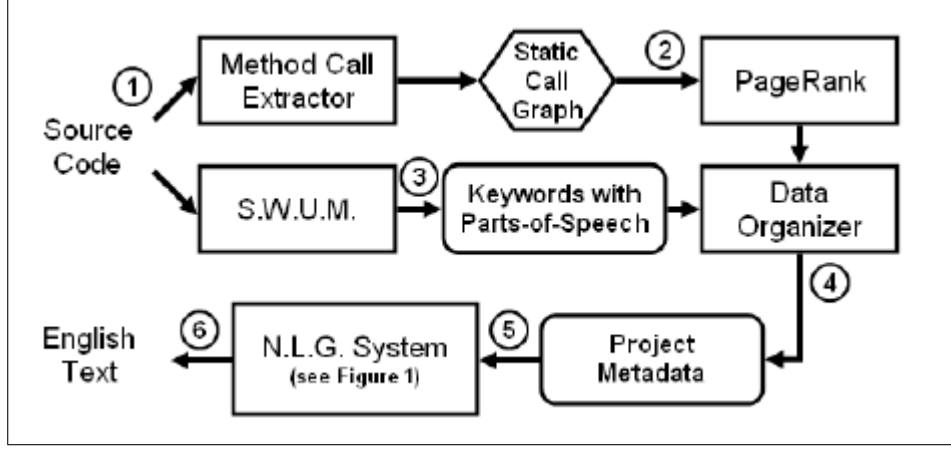 1
Source
Code
Method Call
Extractor
Static
Call
Graph
2
PageRank
S.W.U.M.
3
Keywords with
Parts-of-Speech
Data
Organizer
4
Project
Metadata
5
N.L.G. System
(see Figure 1)
6
English
Text